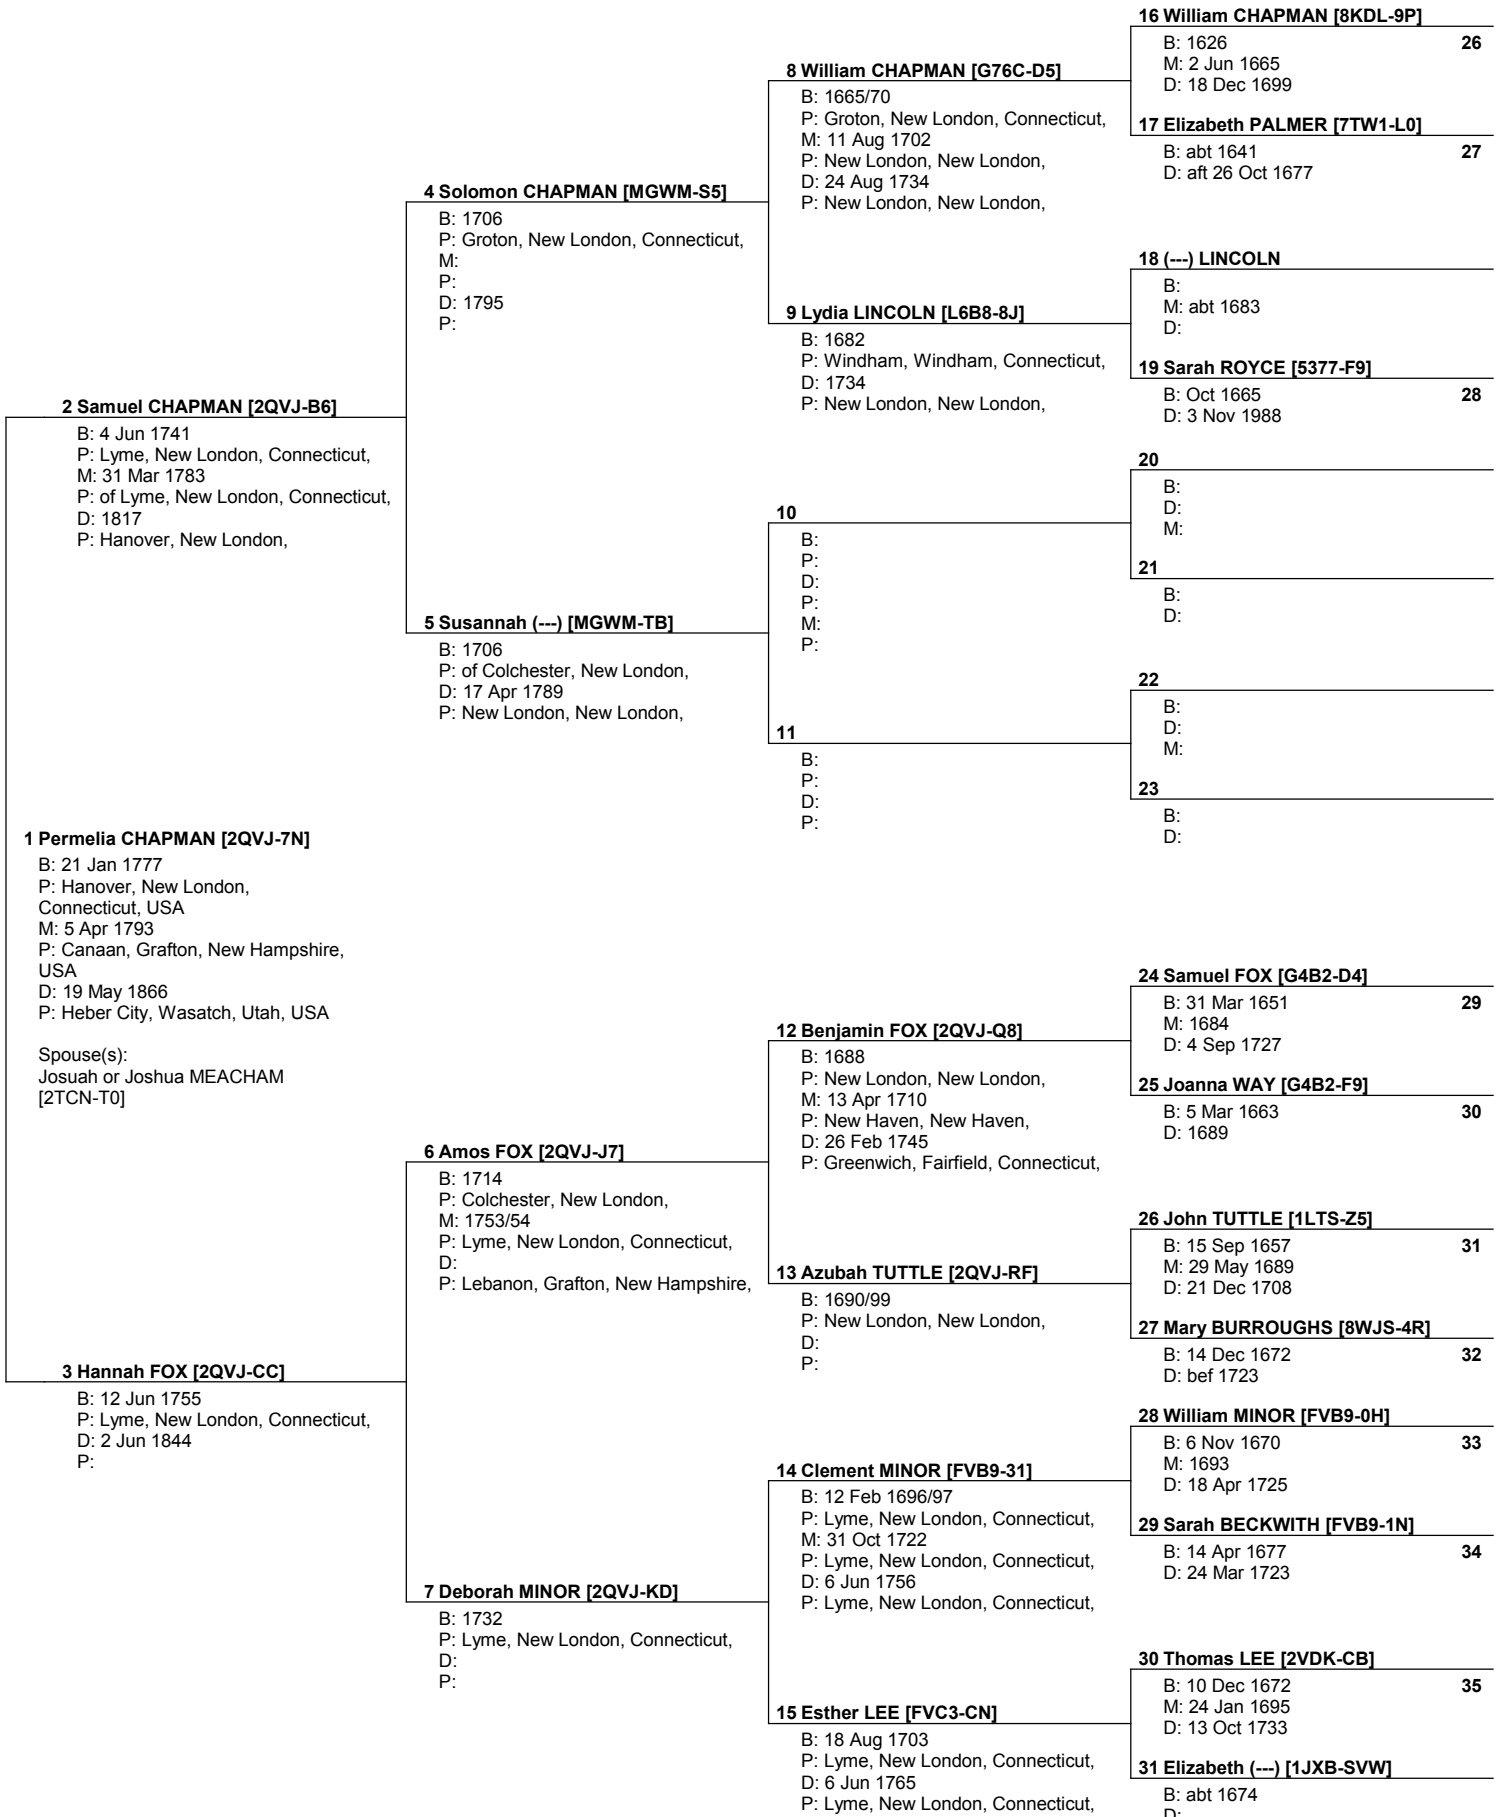 16 William CHAPMAN [8KDL-9P]
B: 1626 26
M: 2 Jun 1665
D: 18 Dec 1699
8 William CHAPMAN [G76C-D5]
B: 1665/70
P: Groton, New London, Connecticut,
M: 11 Aug 1702
P: New London, New London,
D: 24 Aug 1734
P: New London, New London,
17 Elizabeth PALMER [7TW1-L0]
B: abt 1641 27
D: aft 26 Oct 1677
4 Solomon CHAPMAN [MGWM-S5]
B: 1706
P: Groton, New London, Connecticut,
M:
P:
D: 1795
P:
18 (---) LINCOLN
B:
M: abt 1683
D:
9 Lydia LINCOLN [L6B8-8J]
B: 1682
P: Windham, Windham, Connecticut,
D: 1734
P: New London, New London,
19 Sarah ROYCE [5377-F9]
B: Oct 1665 28
D: 3 Nov 1988
2 Samuel CHAPMAN [2QVJ-B6]
B: 4 Jun 1741
P: Lyme, New London, Connecticut,
M: 31 Mar 1783
P: of Lyme, New London, Connecticut,
D: 1817
P: Hanover, New London,
20
B:
D:
M:
10
B:
P:
D:
P:
M:
P:
21
B:
D:
5 Susannah (---) [MGWM-TB]
B: 1706
P: of Colchester, New London,
D: 17 Apr 1789
P: New London, New London,
22
B:
D:
M:
11
B:
P:
D:
P:
23
B:
D:
1 Permelia CHAPMAN [2QVJ-7N]
B: 21 Jan 1777
P: Hanover, New London,
Connecticut, USA
M: 5 Apr 1793
P: Canaan, Grafton, New Hampshire,
USA
D: 19 May 1866
P: Heber City, Wasatch, Utah, USA
Spouse(s):
Josuah or Joshua MEACHAM
[2TCN-T0]
24 Samuel FOX [G4B2-D4]
B: 31 Mar 1651 29
M: 1684
D: 4 Sep 1727
12 Benjamin FOX [2QVJ-Q8]
B: 1688
P: New London, New London,
M: 13 Apr 1710
P: New Haven, New Haven,
D: 26 Feb 1745
P: Greenwich, Fairfield, Connecticut,
25 Joanna WAY [G4B2-F9]
B: 5 Mar 1663 30
D: 1689
6 Amos FOX [2QVJ-J7]
B: 1714
P: Colchester, New London,
M: 1753/54
P: Lyme, New London, Connecticut,
D:
P: Lebanon, Grafton, New Hampshire,
26 John TUTTLE [1LTS-Z5]
B: 15 Sep 1657 31
M: 29 May 1689
D: 21 Dec 1708
13 Azubah TUTTLE [2QVJ-RF]
B: 1690/99
P: New London, New London,
D:
P:
27 Mary BURROUGHS [8WJS-4R]
B: 14 Dec 1672 32
D: bef 1723
3 Hannah FOX [2QVJ-CC]
B: 12 Jun 1755
P: Lyme, New London, Connecticut,
D: 2 Jun 1844
P:
28 William MINOR [FVB9-0H]
B: 6 Nov 1670 33
M: 1693
D: 18 Apr 1725
14 Clement MINOR [FVB9-31]
B: 12 Feb 1696/97
P: Lyme, New London, Connecticut,
M: 31 Oct 1722
P: Lyme, New London, Connecticut,
D: 6 Jun 1756
P: Lyme, New London, Connecticut,
29 Sarah BECKWITH [FVB9-1N]
B: 14 Apr 1677 34
D: 24 Mar 1723
7 Deborah MINOR [2QVJ-KD]
B: 1732
P: Lyme, New London, Connecticut,
D:
P:
30 Thomas LEE [2VDK-CB]
B: 10 Dec 1672 35
M: 24 Jan 1695
D: 13 Oct 1733
15 Esther LEE [FVC3-CN]
B: 18 Aug 1703
P: Lyme, New London, Connecticut,
D: 6 Jun 1765
P: Lyme, New London, Connecticut,
31 Elizabeth (---) [1JXB-SVW]
B: abt 1674
D: